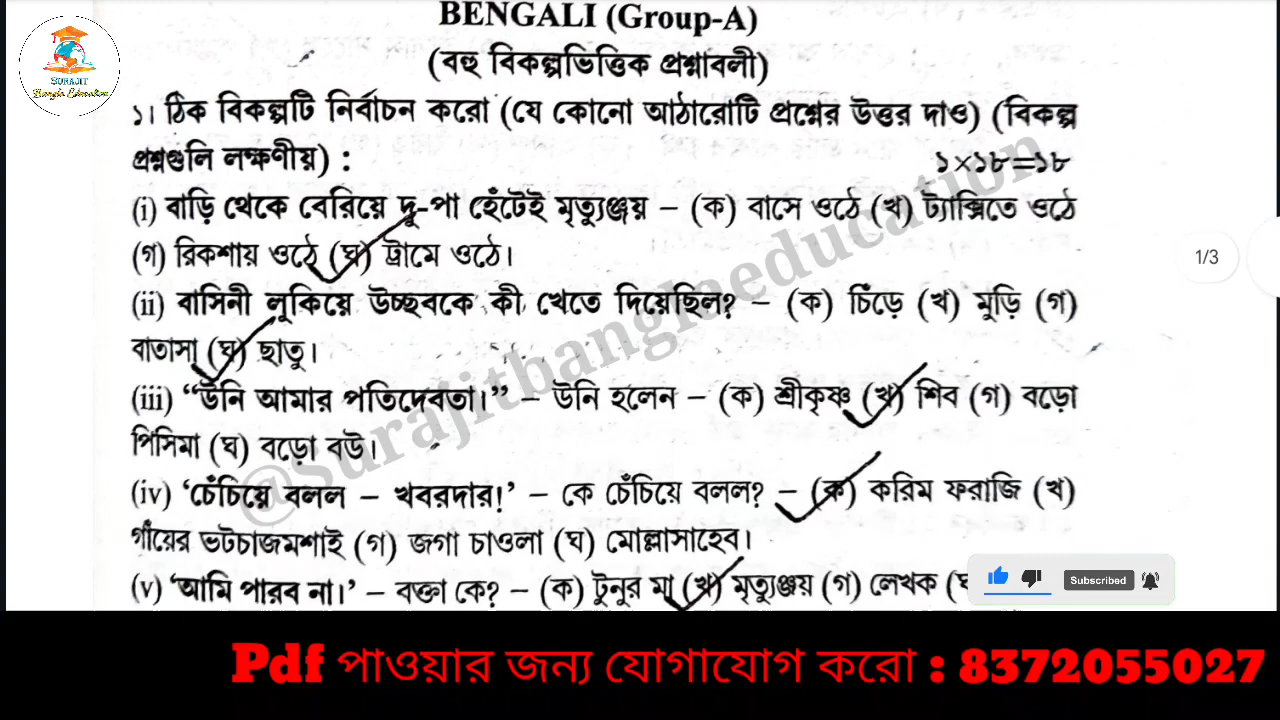 BENGALI (Group-A)
(বহু বিকল্পভিত্তিক প্রশ্নাবলী)
SURAJIT
Bangla Education
১। ঠিক বিকল্পটি নির্বাচন করো (যে কোনো আঠারোটি প্রশ্নের উত্তর দাও) (বিকল্প
প্রশ্নগুলি লক্ষণীয়) : ১×১৮=১৮
(i) বাড়ি থেকে বেরিয়ে দু-পা হেঁটেই মৃত্যুঞ্জয় – (ক) বাসে ওঠে (খ) ট্যাক্সিতে ওঠে
(গ) রিকশায় ওঠে (ঘ) ট্রামে ওঠে।
1/3
(ii) বাসিনী লুকিয়ে উচ্ছবকে কী খেতে দিয়েছিল? – (ক) চিঁড়ে (খ) মুড়ি (গ)
বাতাসা (ঘ) ছাতু।
(iii) “উনি আমার পতিদেবতা।” – উনি হলেন – (ক) শ্রীকৃষ্ণ (খ) শিব (গ) বড়ো
পিসিমা (ঘ) বড়ো বউ।
(iv) ‘চেঁচিয়ে বলল – খবরদার!’ – কে চেঁচিয়ে বলল? – (ক) করিম ফরাজি (খ)
গাঁয়ের ভটচাজমশাই (গ) জগা চাওলা (ঘ) মোল্লাসাহেব।
(v) ‘আমি পারব না।’ – বক্তা কে? – (ক) টুনুর মা (খ) মৃত্যুঞ্জয় (গ) লেখক (ঘ
@Surajitbanglaeducation
Subscribed
Pdf পাওয়ার জন্য যোগাযোগ করো : 8372055027